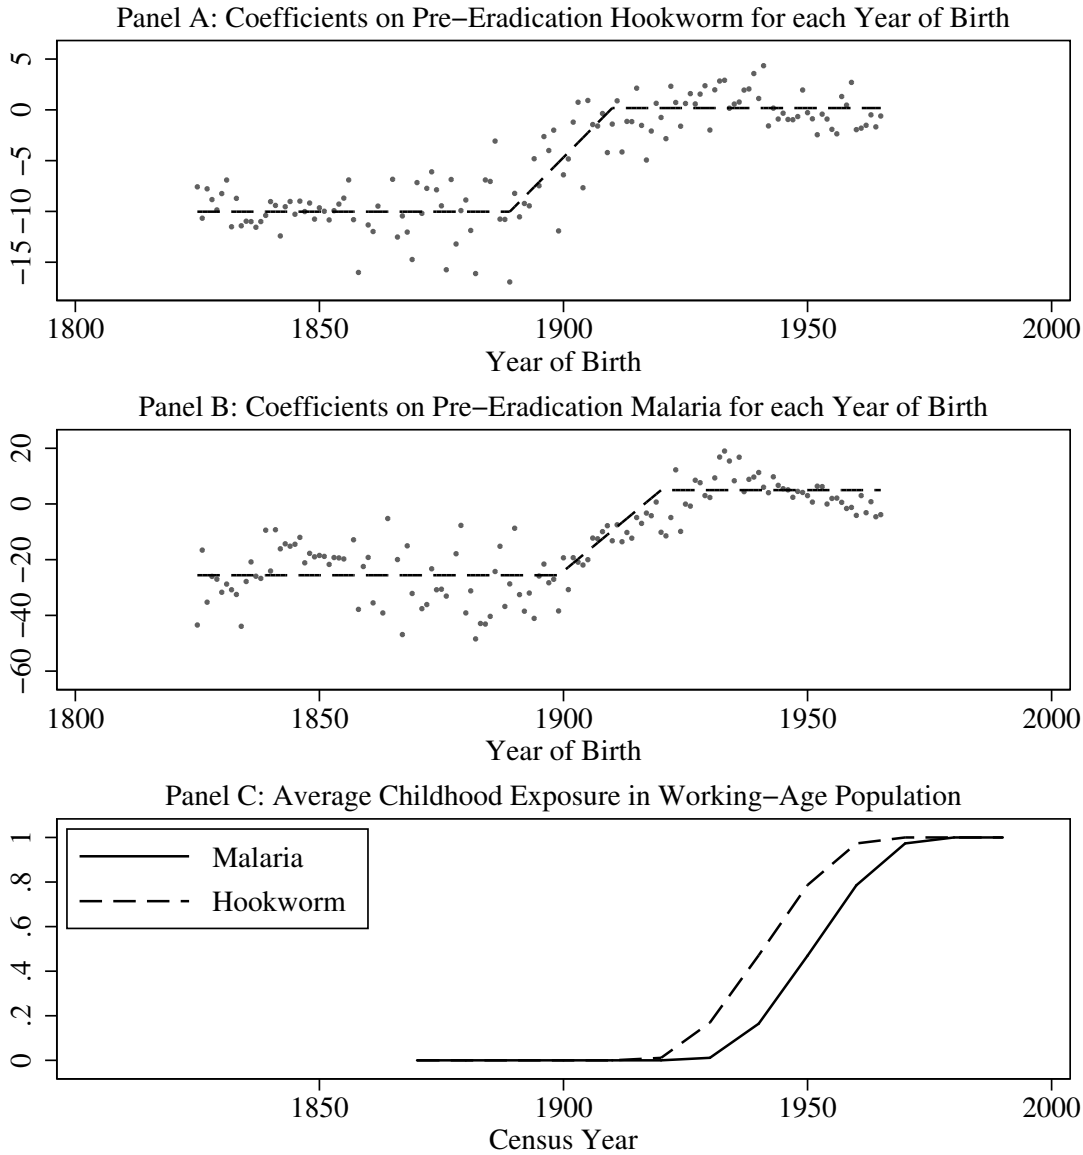 Panel A: Coefficients on Pre−Eradication Hookworm for each Year of Birth
5
0
−5
−10
−15
1800 1850 1900 1950 2000
Year of Birth
Panel B: Coefficients on Pre−Eradication Malaria for each Year of Birth
20
0
−20
−40
−60
1800 1850 1900 1950 2000
Year of Birth
Panel C: Average Childhood Exposure in Working−Age Population
1
.8
.6
.4
.2
0
Malaria
Hookworm
1850 1900 1950 2000
Census Year